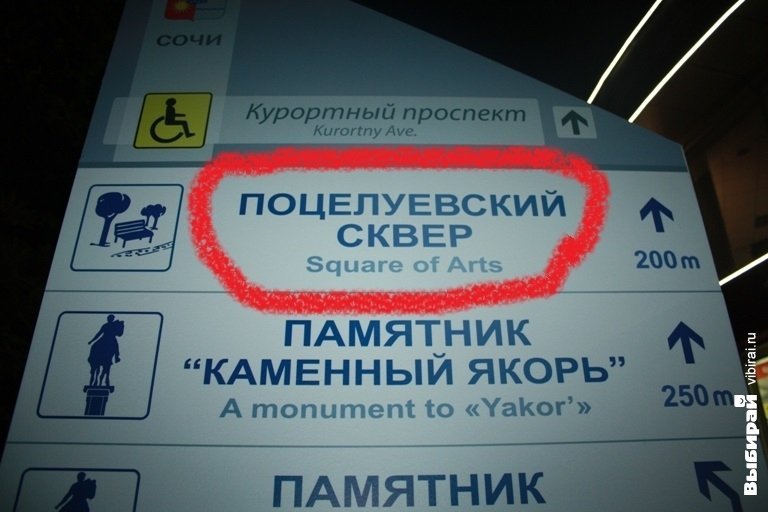 СОЧИ
Курортный проспект
Kurortny Ave.
ПОЦЕЛУЕВСКИЙ
СКВЕР
Square of Arts
200 m
ПАМЯТНИК
“КАМЕННЫЙ ЯКОРЬ”
A monument to «Yakor’»
250 m
ПАМЯТНИК
Выбирай vibirai.ru